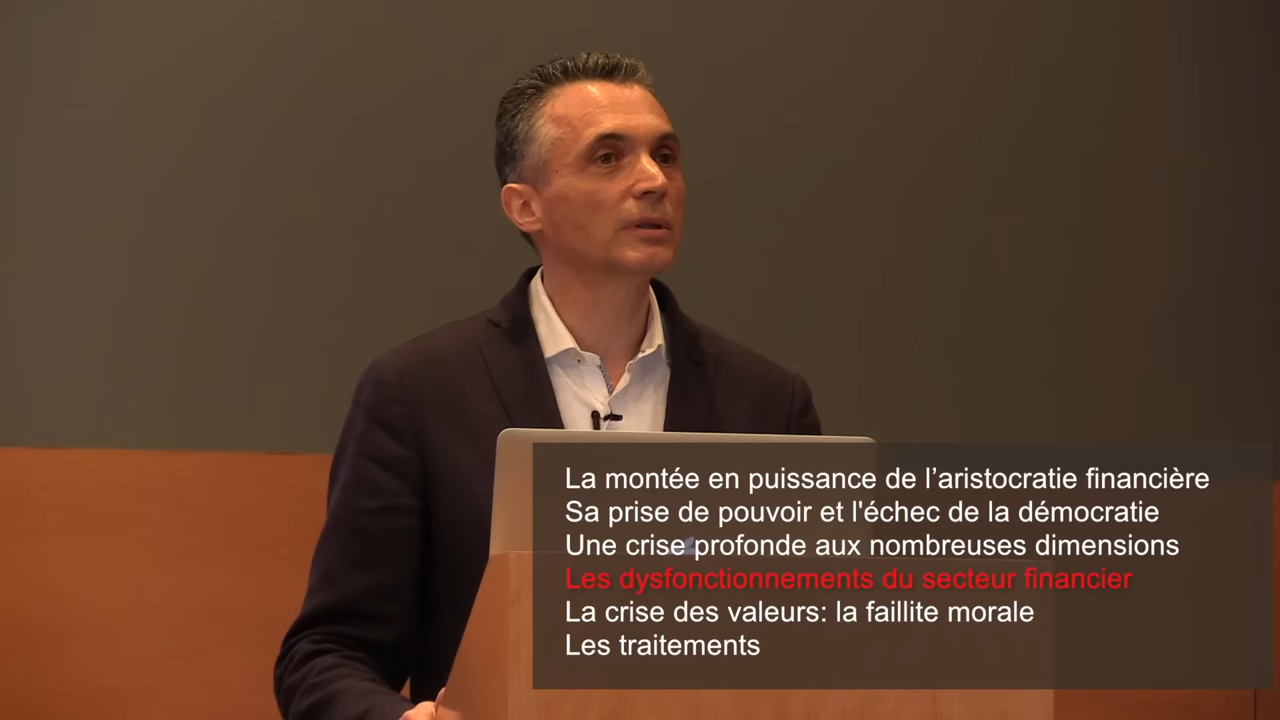 La montée en puissance de l’aristocratie financière
Sa prise de pouvoir et l'échec de la démocratie
Une crise profonde aux nombreuses dimensions
Les dysfonctionnements du secteur financier
La crise des valeurs: la faillite morale
Les traitements